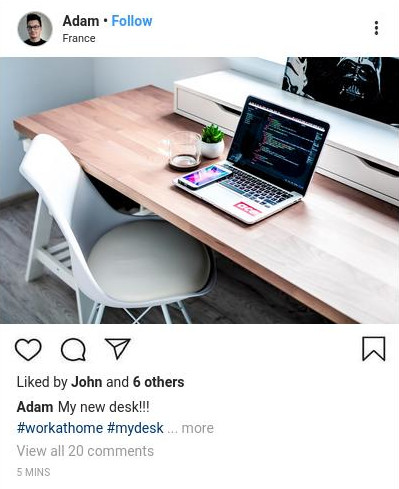 Adam • Follow
France
Liked by John and 6 others
Adam My new desk!!!
#workathome #mydesk ... more
View all 20 comments
5 MINS